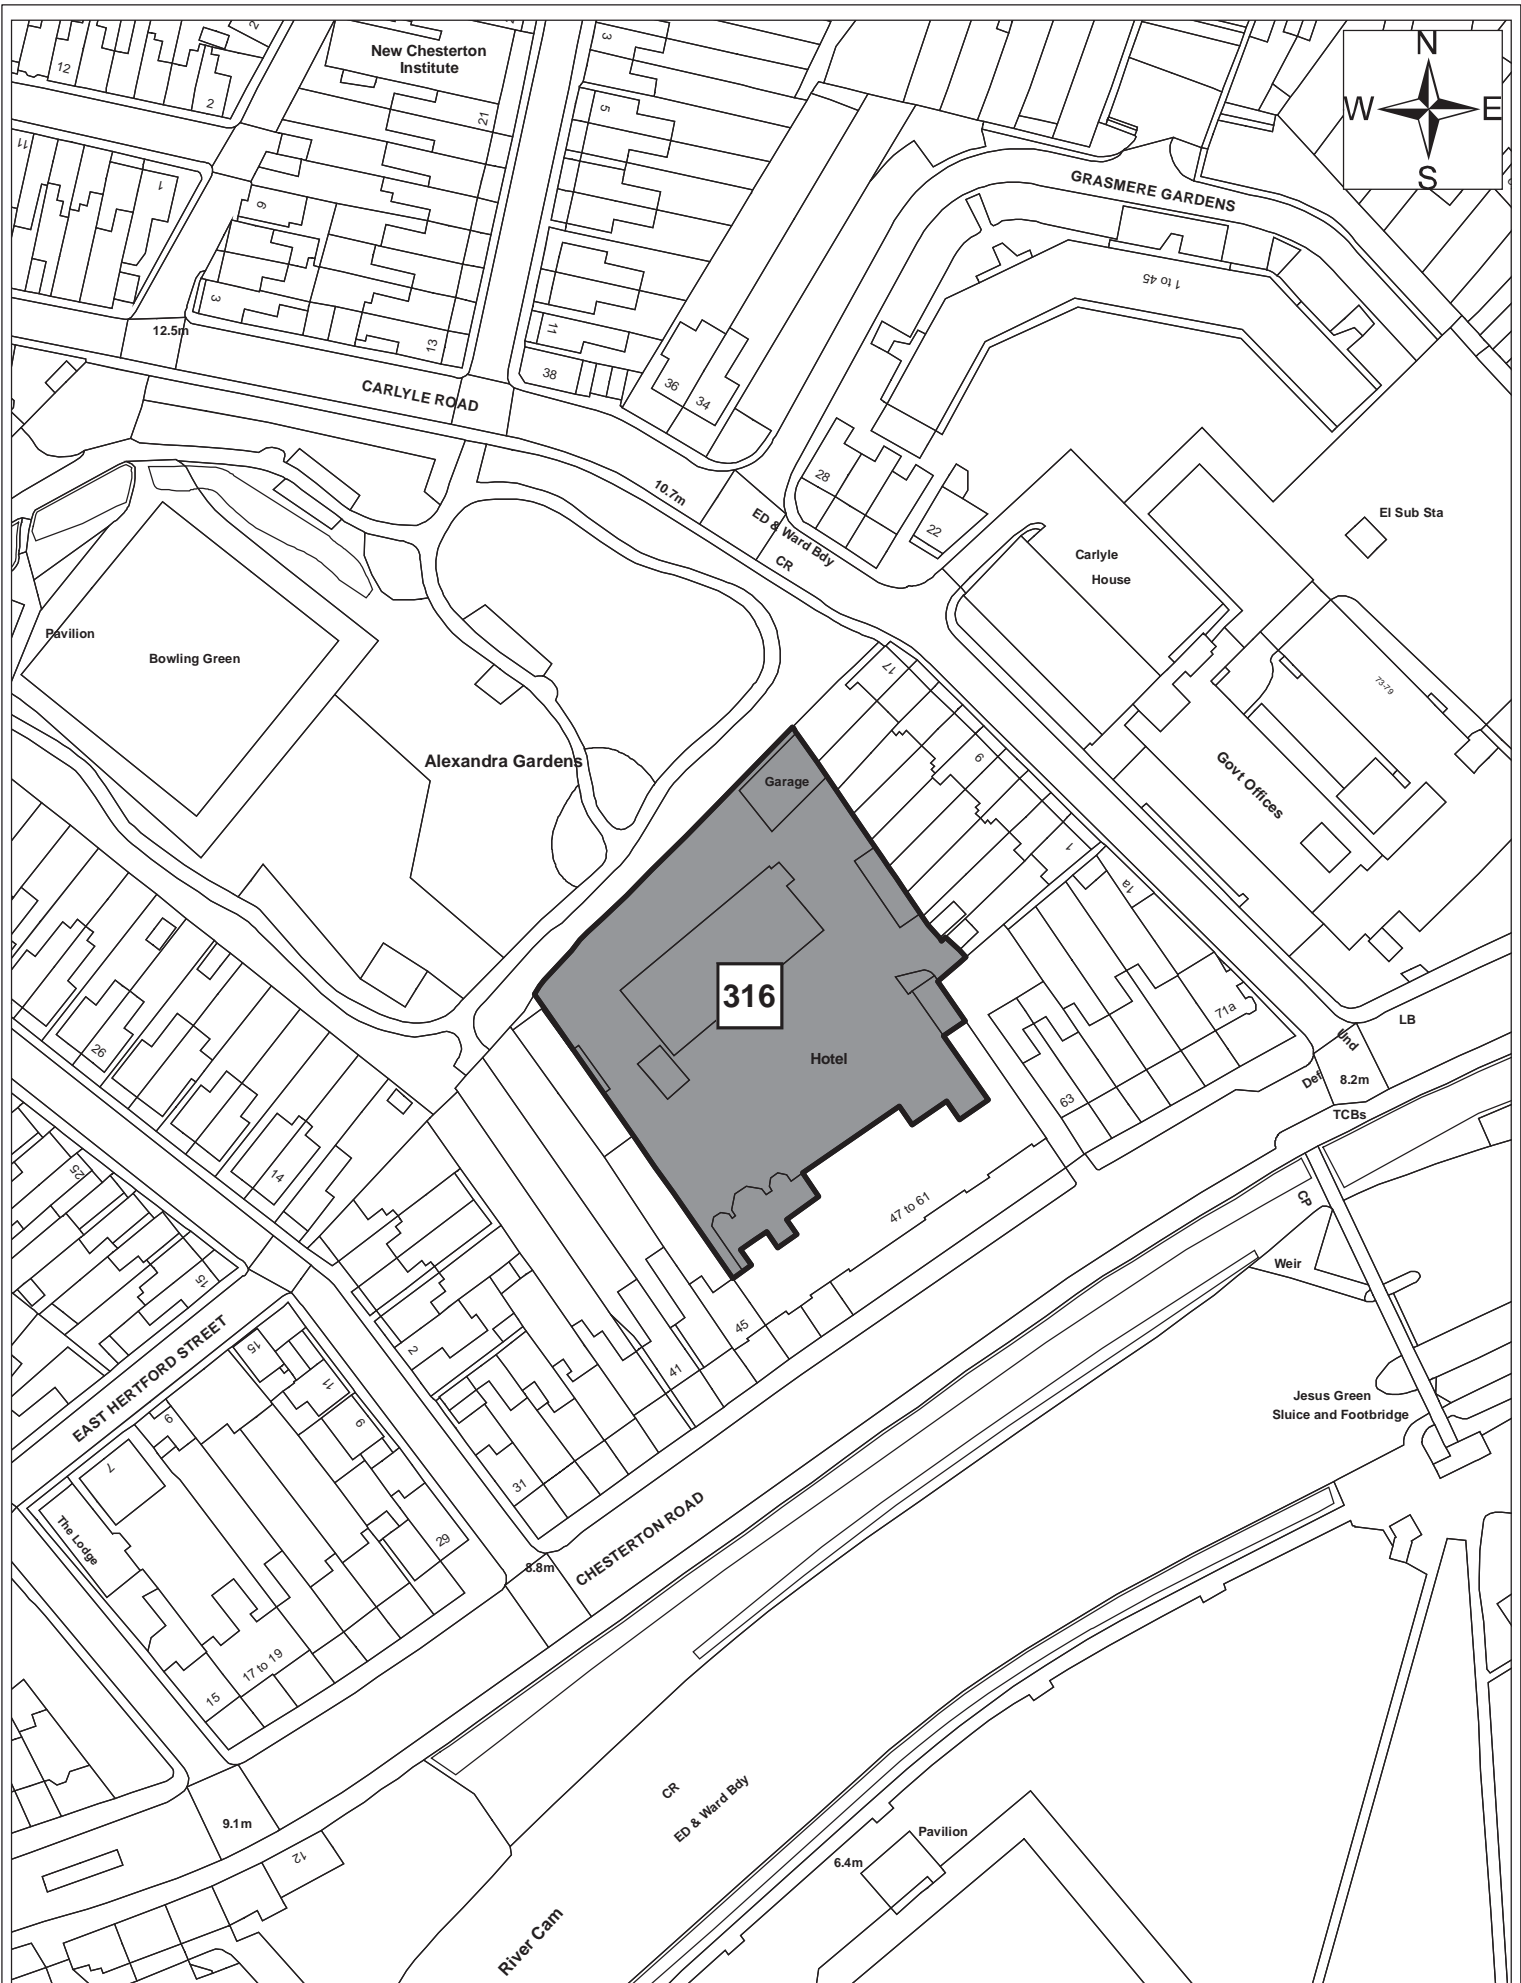 N
W
E
S
2
12
2
New Chesterton
Institute
21
3
5
11
1
6
3
13
11
38
36
34
12.5m
CARLYLE ROAD
GRASMERE GARDENS
1 to 45
10.7m
ED & Ward Bdy
CR
28
22
Carlyle
House
El Sub Sta
Pavilion
Bowling Green
17
9
1
1a
73-79
Govt Offices
Alexandra Gardens
Garage
316
Hotel
71a
63
LB
Und
Def
8.2m
TCBs
CP
Weir
26
14
25
15
47 to 61
45
41
2
31
EAST HERTFORD STREET
15
11
9
9
7
The Lodge
29
15
17 to 19
8.8m
CHESTERTON ROAD
Jesus Green
Sluice and Footbridge
9.1m
12
CR
ED & Ward Bdy
Pavilion
6.4m
River Cam